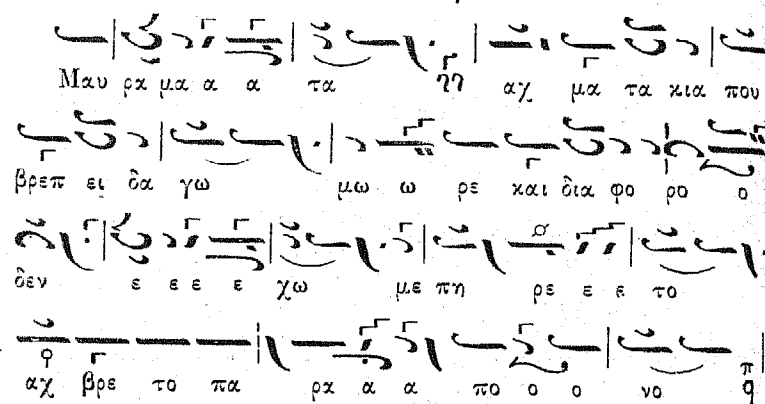 Μαυ ρα μα α α τα αχ μα τα κια που
βρεπ ει δα γω μω ω ρε και δια φο ρο ο
δεν ε ε ε ε χω με πη ρε ε ε το
αχ βρε το πα ρα α α πο ο ο νο